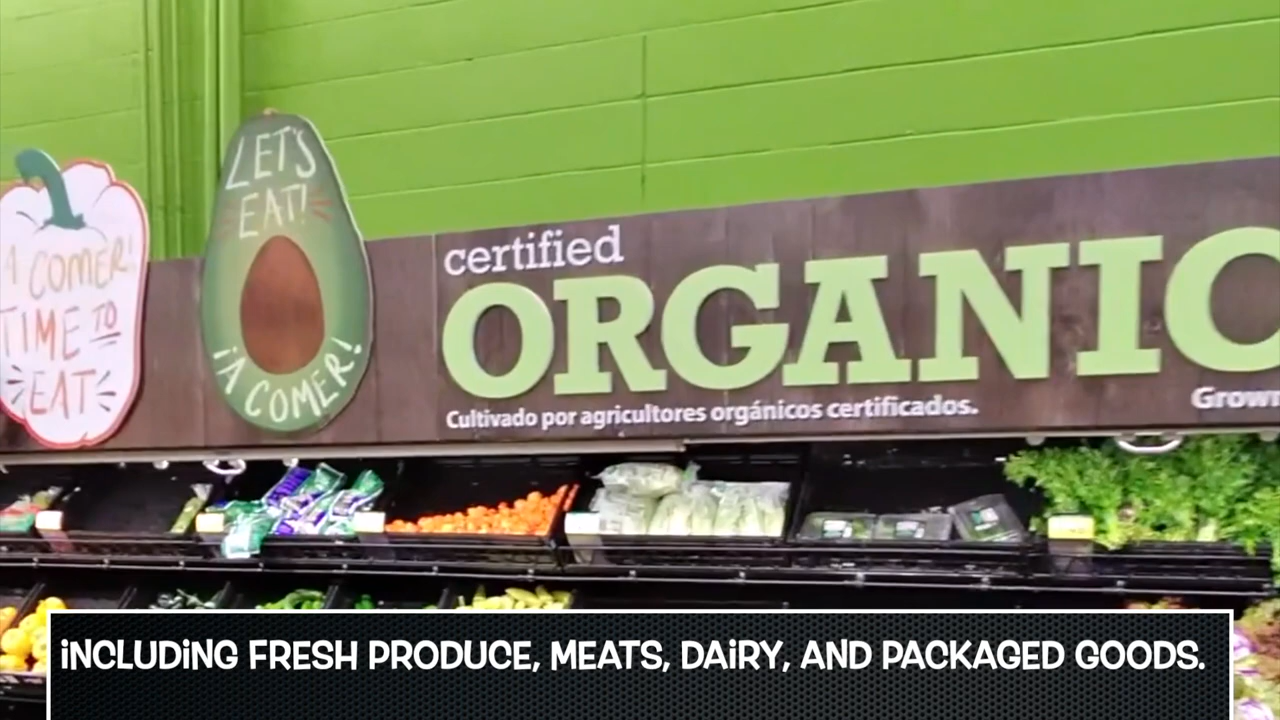 A COMER!
TIME TO
EAT
LET'S
EAT!
¡A COMER!
certified
ORGANIC
Cultivado por agricultores orgánicos certificados.
Grown
INCLUDING FRESH PRODUCE, MEATS, DAIRY, AND PACKAGED GOODS.